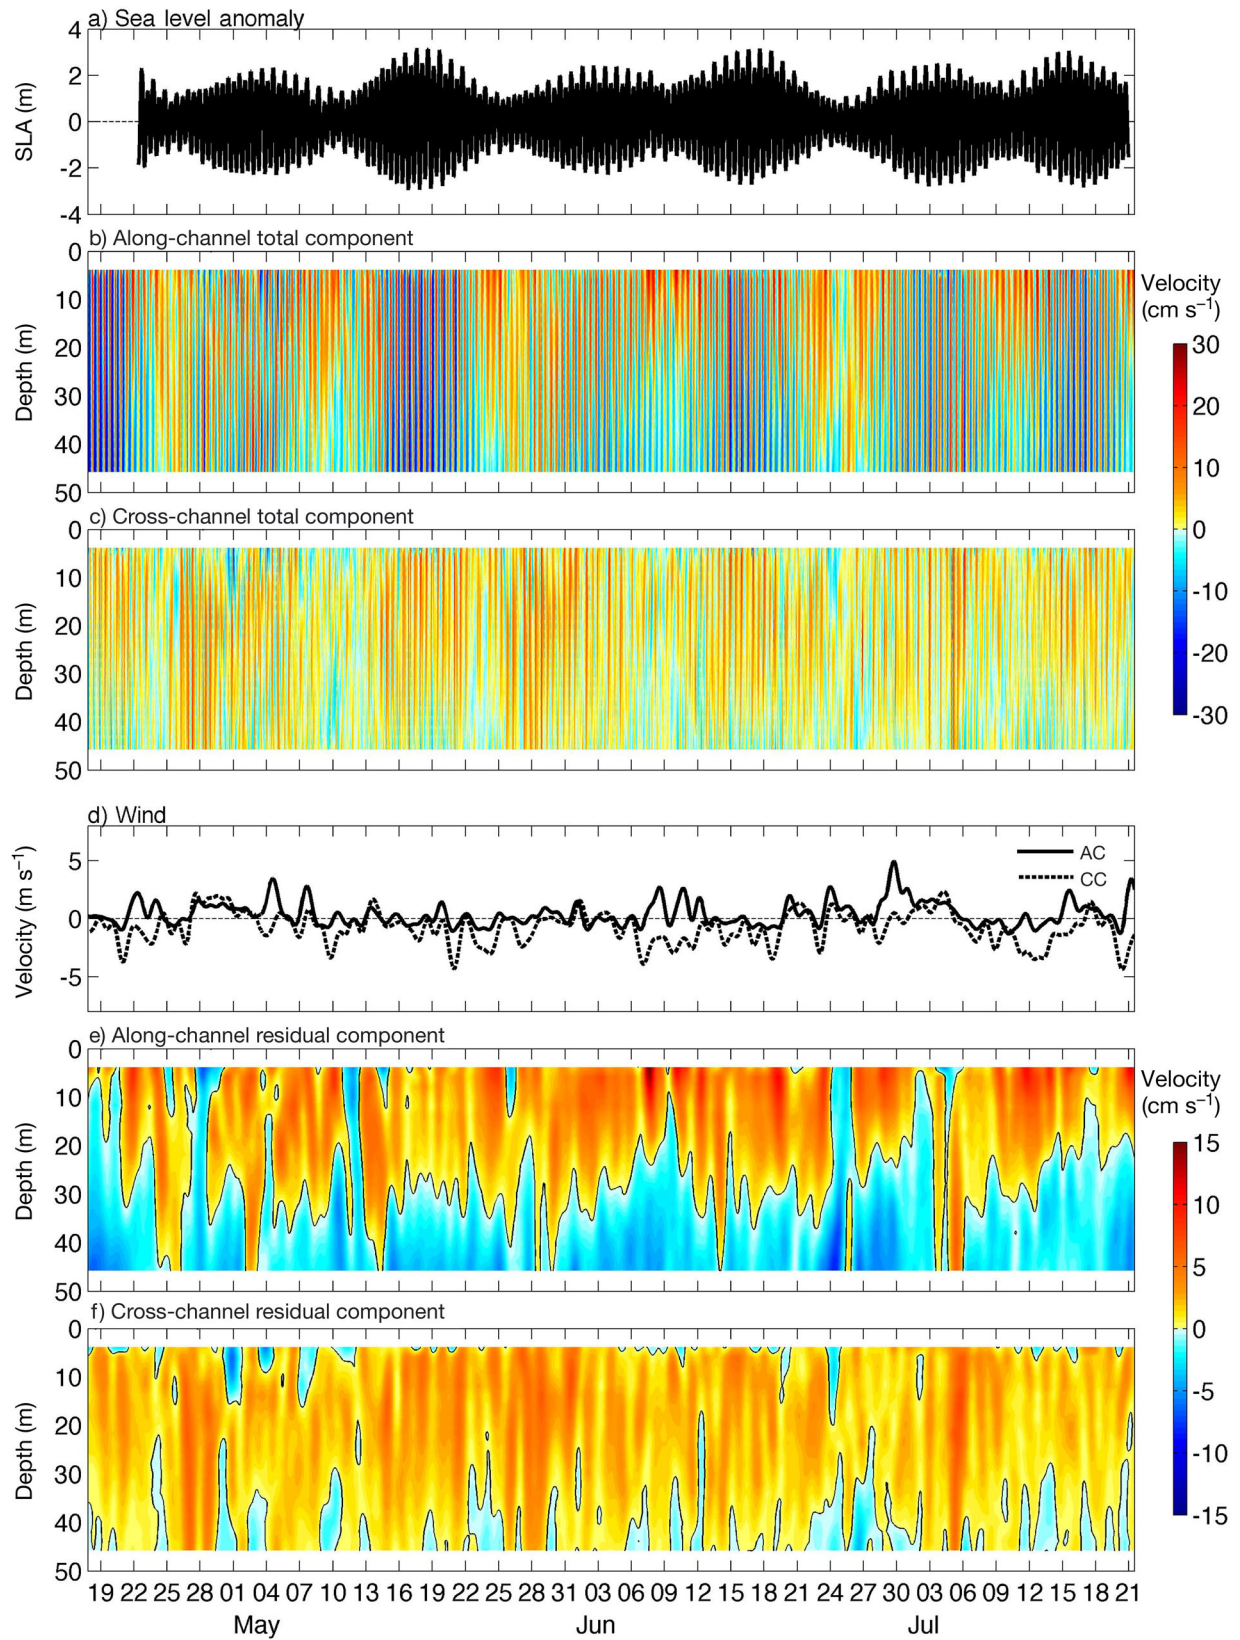 a) Sea level anomaly
4
2
0
-2
-4
SLA (m)
b) Along-channel total component
0
10
20
30
40
50
Depth (m)
Velocity
(cm s⁻¹)
30
20
10
0
-10
-20
-30
c) Cross-channel total component
0
10
20
30
40
50
Depth (m)
d) Wind
5
0
-5
Velocity (m s⁻¹)
AC
CC
e) Along-channel residual component
0
10
20
30
40
50
Depth (m)
Velocity
(cm s⁻¹)
15
10
5
0
-5
-10
-15
f) Cross-channel residual component
0
10
20
30
40
50
Depth (m)
19 22 25 28 01 04 07 10 13 16 19 22 25 28 31 03 06 09 12 15 18 21 24 27 30 03 06 09 12 15 18 21
May Jun Jul